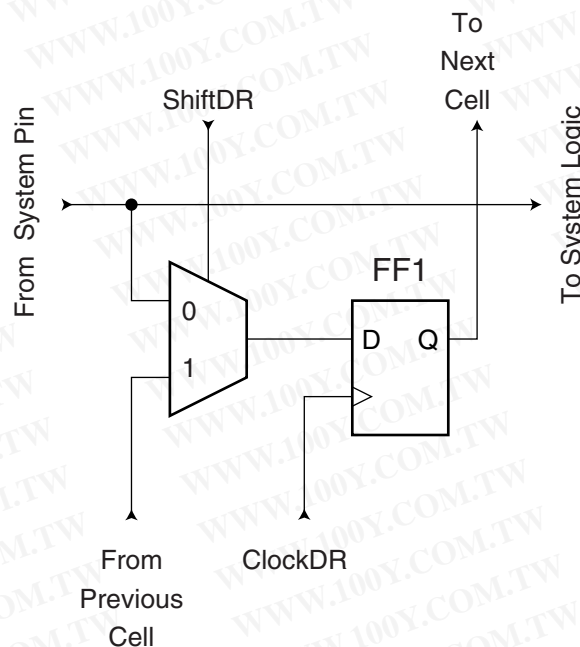 To
Next
Cell
ShiftDR
From System Pin
To System Logic
FF1
0
1
D
Q
From
Previous
Cell
ClockDR
WWW.100Y.COM.TW